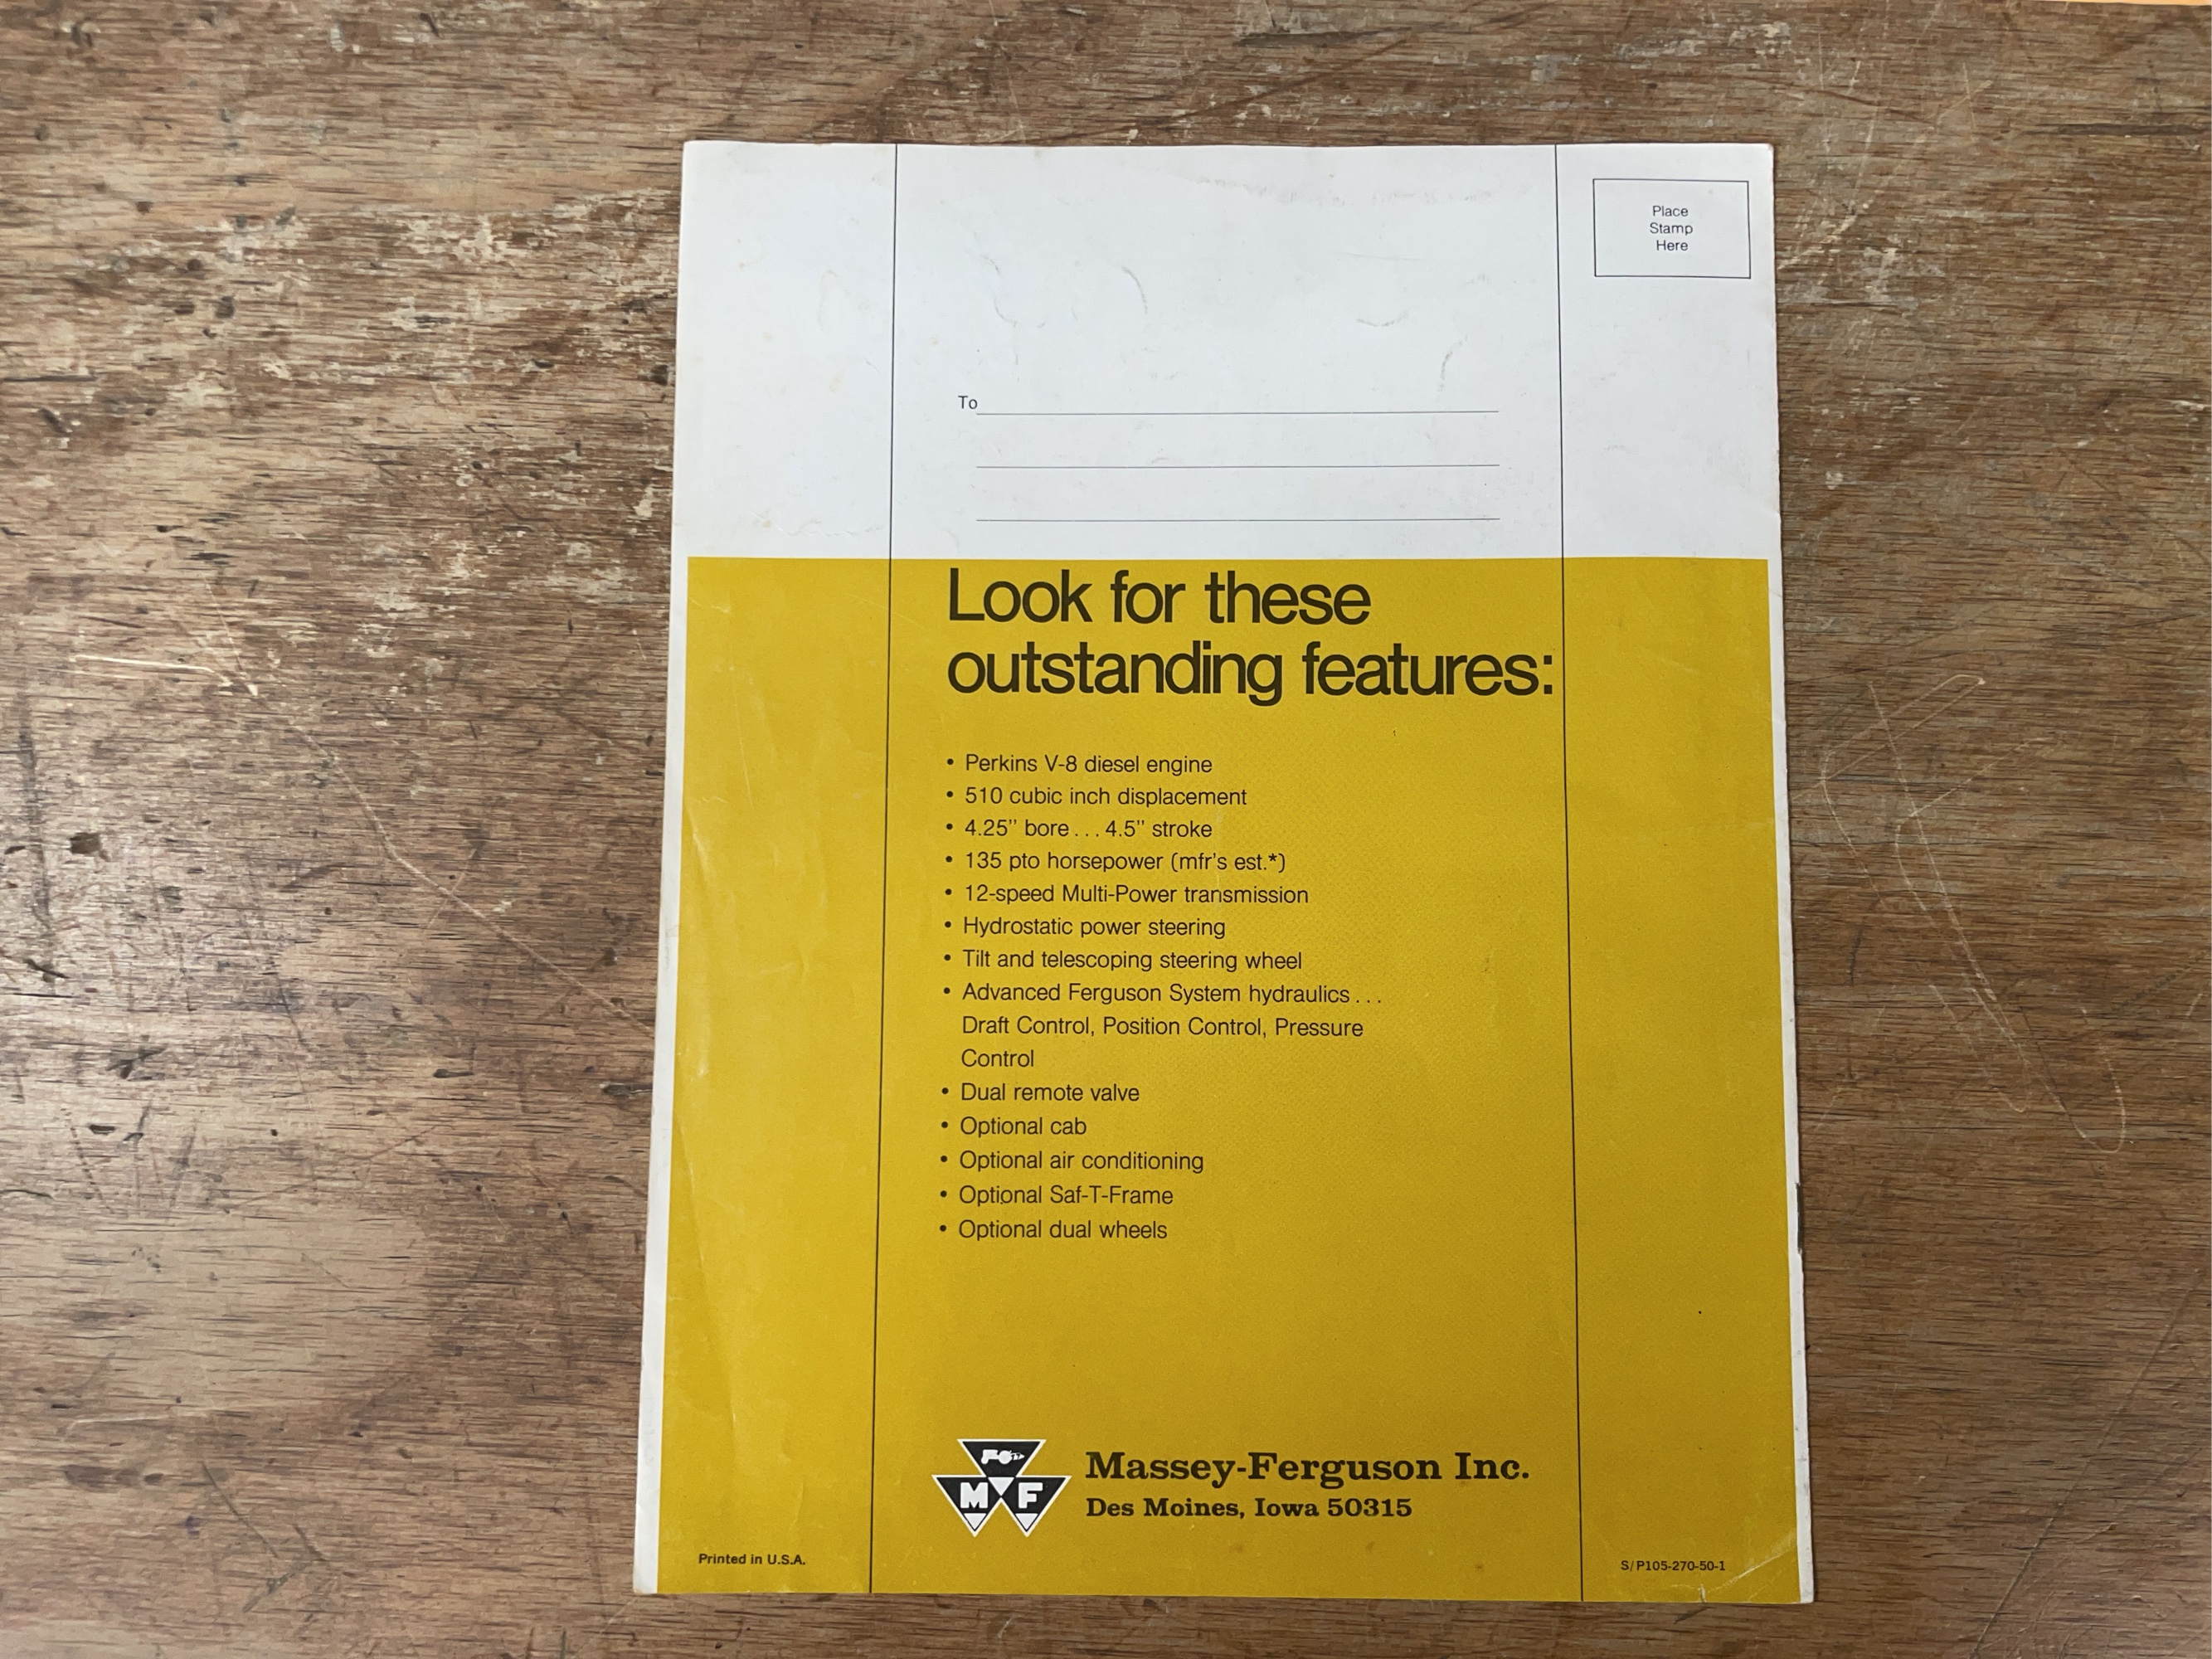 Place
Stamp
Here
To
Look for these
outstanding features:
• Perkins V-8 diesel engine
• 510 cubic inch displacement
• 4.25” bore . . . 4.5” stroke
• 135 pto horsepower (mfr's est.*)
• 12-speed Multi-Power transmission
• Hydrostatic power steering
• Tilt and telescoping steering wheel
• Advanced Ferguson System hydraulics . . .
Draft Control, Position Control, Pressure
Control
• Dual remote valve
• Optional cab
• Optional air conditioning
• Optional Saf-T-Frame
• Optional dual wheels
M F
Massey-Ferguson Inc.
Des Moines, Iowa 50315
Printed in U.S.A.
S/P105-270-50-1